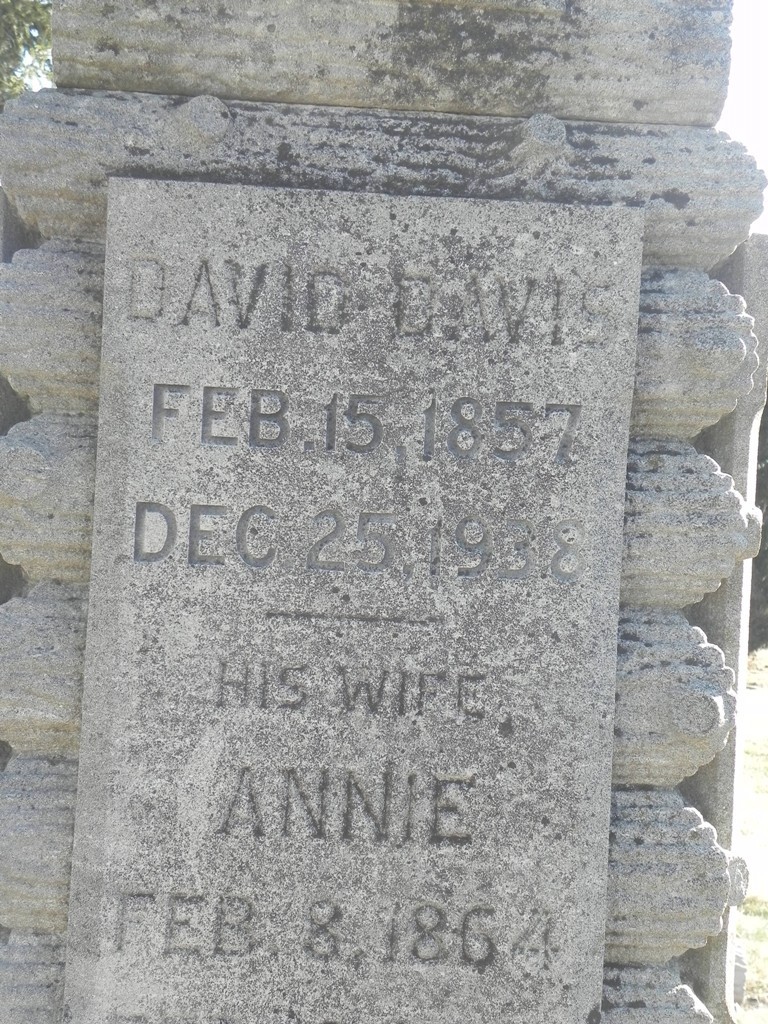 DAVID DAVIS
FEB. 15, 1857
DEC. 25, 1938
HIS WIFE,
ANNIE
FEB. 8, 1864